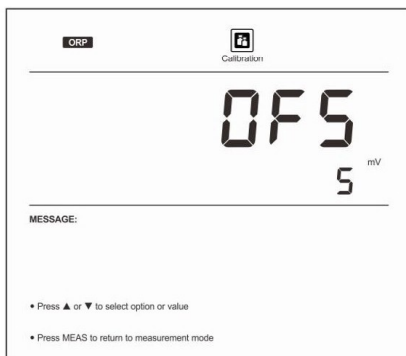 ORP
Calibration
OFS
mV
5
MESSAGE:
• Press ▲ or ▼ to select option or value
• Press MEAS to return to measurement mode